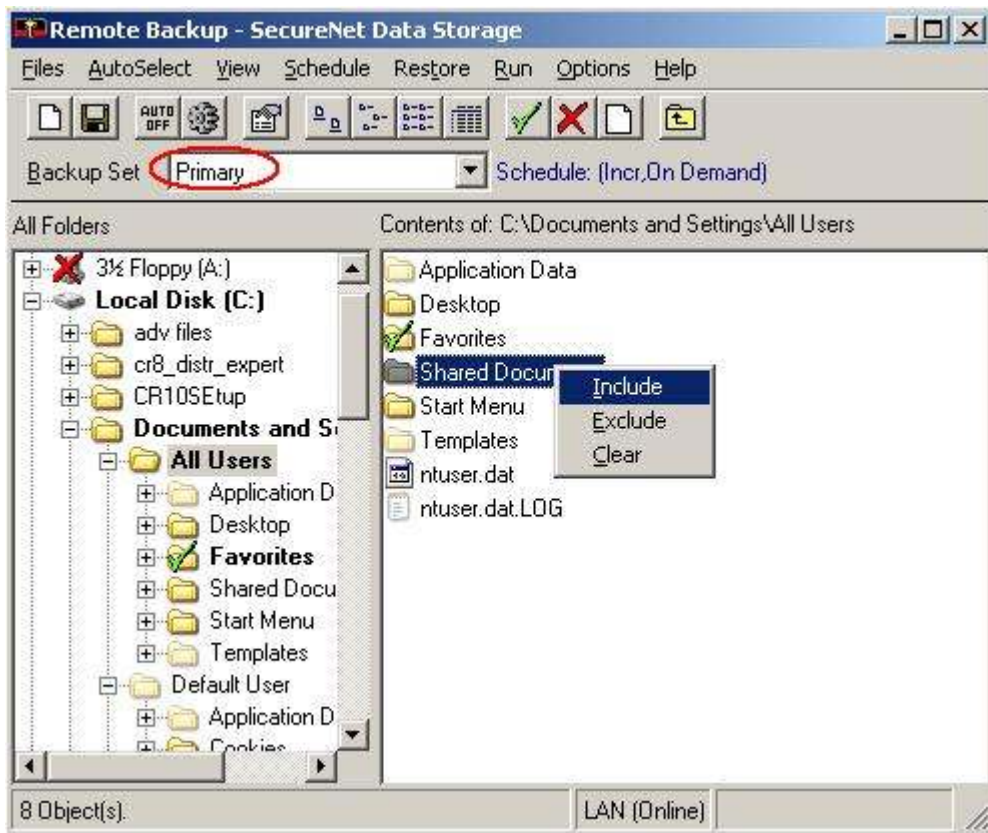 Remote Backup - SecureNet Data Storage
Files AutoSelect View Schedule Restore Run Options Help
AUTO OFF
Backup Set Primary Schedule: (Incr,On Demand)
All Folders
3½ Floppy (A:)
Local Disk (C:)
adv files
cr8_distr_expert
CR10SEtup
Documents and S
All Users
Application D
Desktop
Favorites
Shared Docu
Start Menu
Templates
Default User
Application D
Cookies
Contents of: C:\Documents and Settings\All Users
Application Data
Desktop
Favorites
Shared Docum
Start Menu
Templates
ntuser.dat
ntuser.dat.LOG
Include
Exclude
Clear
8 Object(s).
LAN (Online)